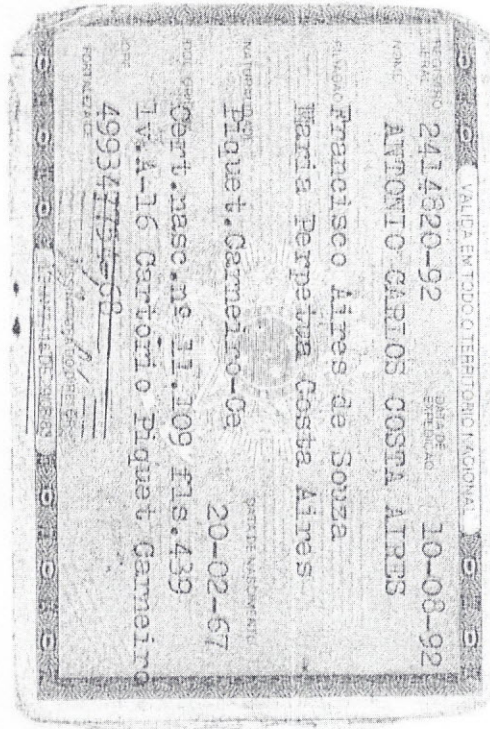 VÁLIDA EM TODO O TERRITÓRIO NACIONAL
REGISTRO GERAL 2414820-92 DATA DE EXPEDIÇÃO 10-08-92
NOME ANTONIO CARLOS COSTA AIRES
FILIAÇÃO Francisco Aires de Souza
Maria Perpetua Costa Aires
NATURALIDADE DATA DE NASCIMENTO
Piquet.Carneiro-Ce 20-02-67
DOC. ORIGEM Cert.nasc.nº 11.109 fls.439
lv.A-16 Cartorio Piquet Carneiro
CPF
FORTALEZA-CE